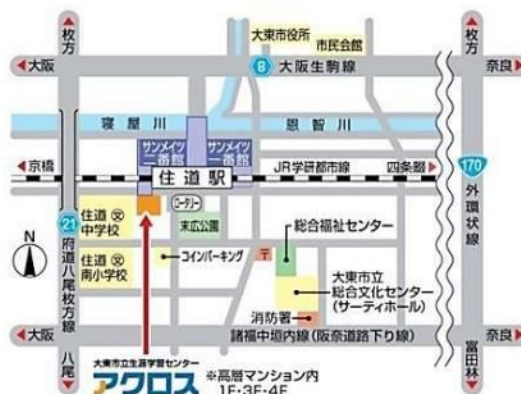 枚方
枚方
大東市役所
市民会館
大阪
8
大阪生駒線
奈良
寝屋川
恩智川
サンメイツ
二番館
サンメイツ
一番館
京橋
住道駅
JR学研都市線
四条畷
170
外環状線
ロータリー
21
府道八尾枚方線
住道 文
中学校
末広公園
総合福祉センター
N
住道 文
南小学校
コインパーキング
〒
大東市立
総合文化センター
(サーティホール)
消防署
大阪
諸福中垣内線(阪奈道路下り線)
奈良
八尾
富田林
大東市立生涯学習センター
アクロス
※高層マンション内
1F・3F・4F